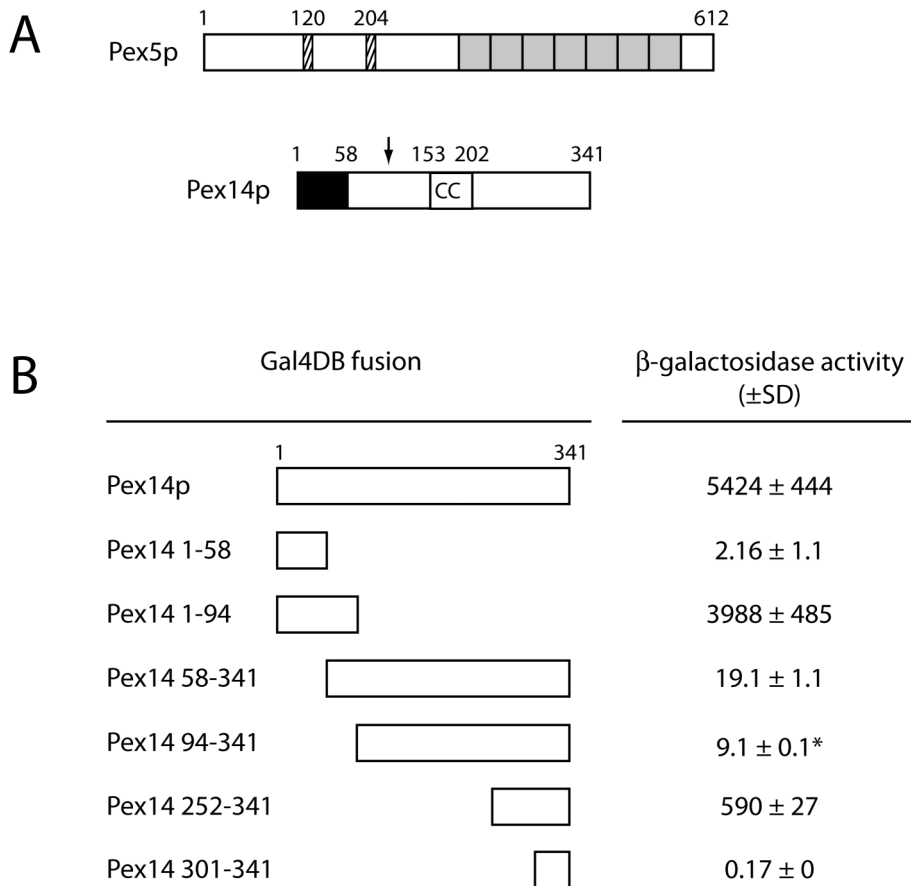 A
1 120 204 612
Pex5p
1 58 153 202 341
Pex14p
CC
B
Gal4DB fusion β-galactosidase activity
(±SD)
1 341
Pex14p 5424 ± 444
Pex14 1-58 2.16 ± 1.1
Pex14 1-94 3988 ± 485
Pex14 58-341 19.1 ± 1.1
Pex14 94-341 9.1 ± 0.1*
Pex14 252-341 590 ± 27
Pex14 301-341 0.17 ± 0